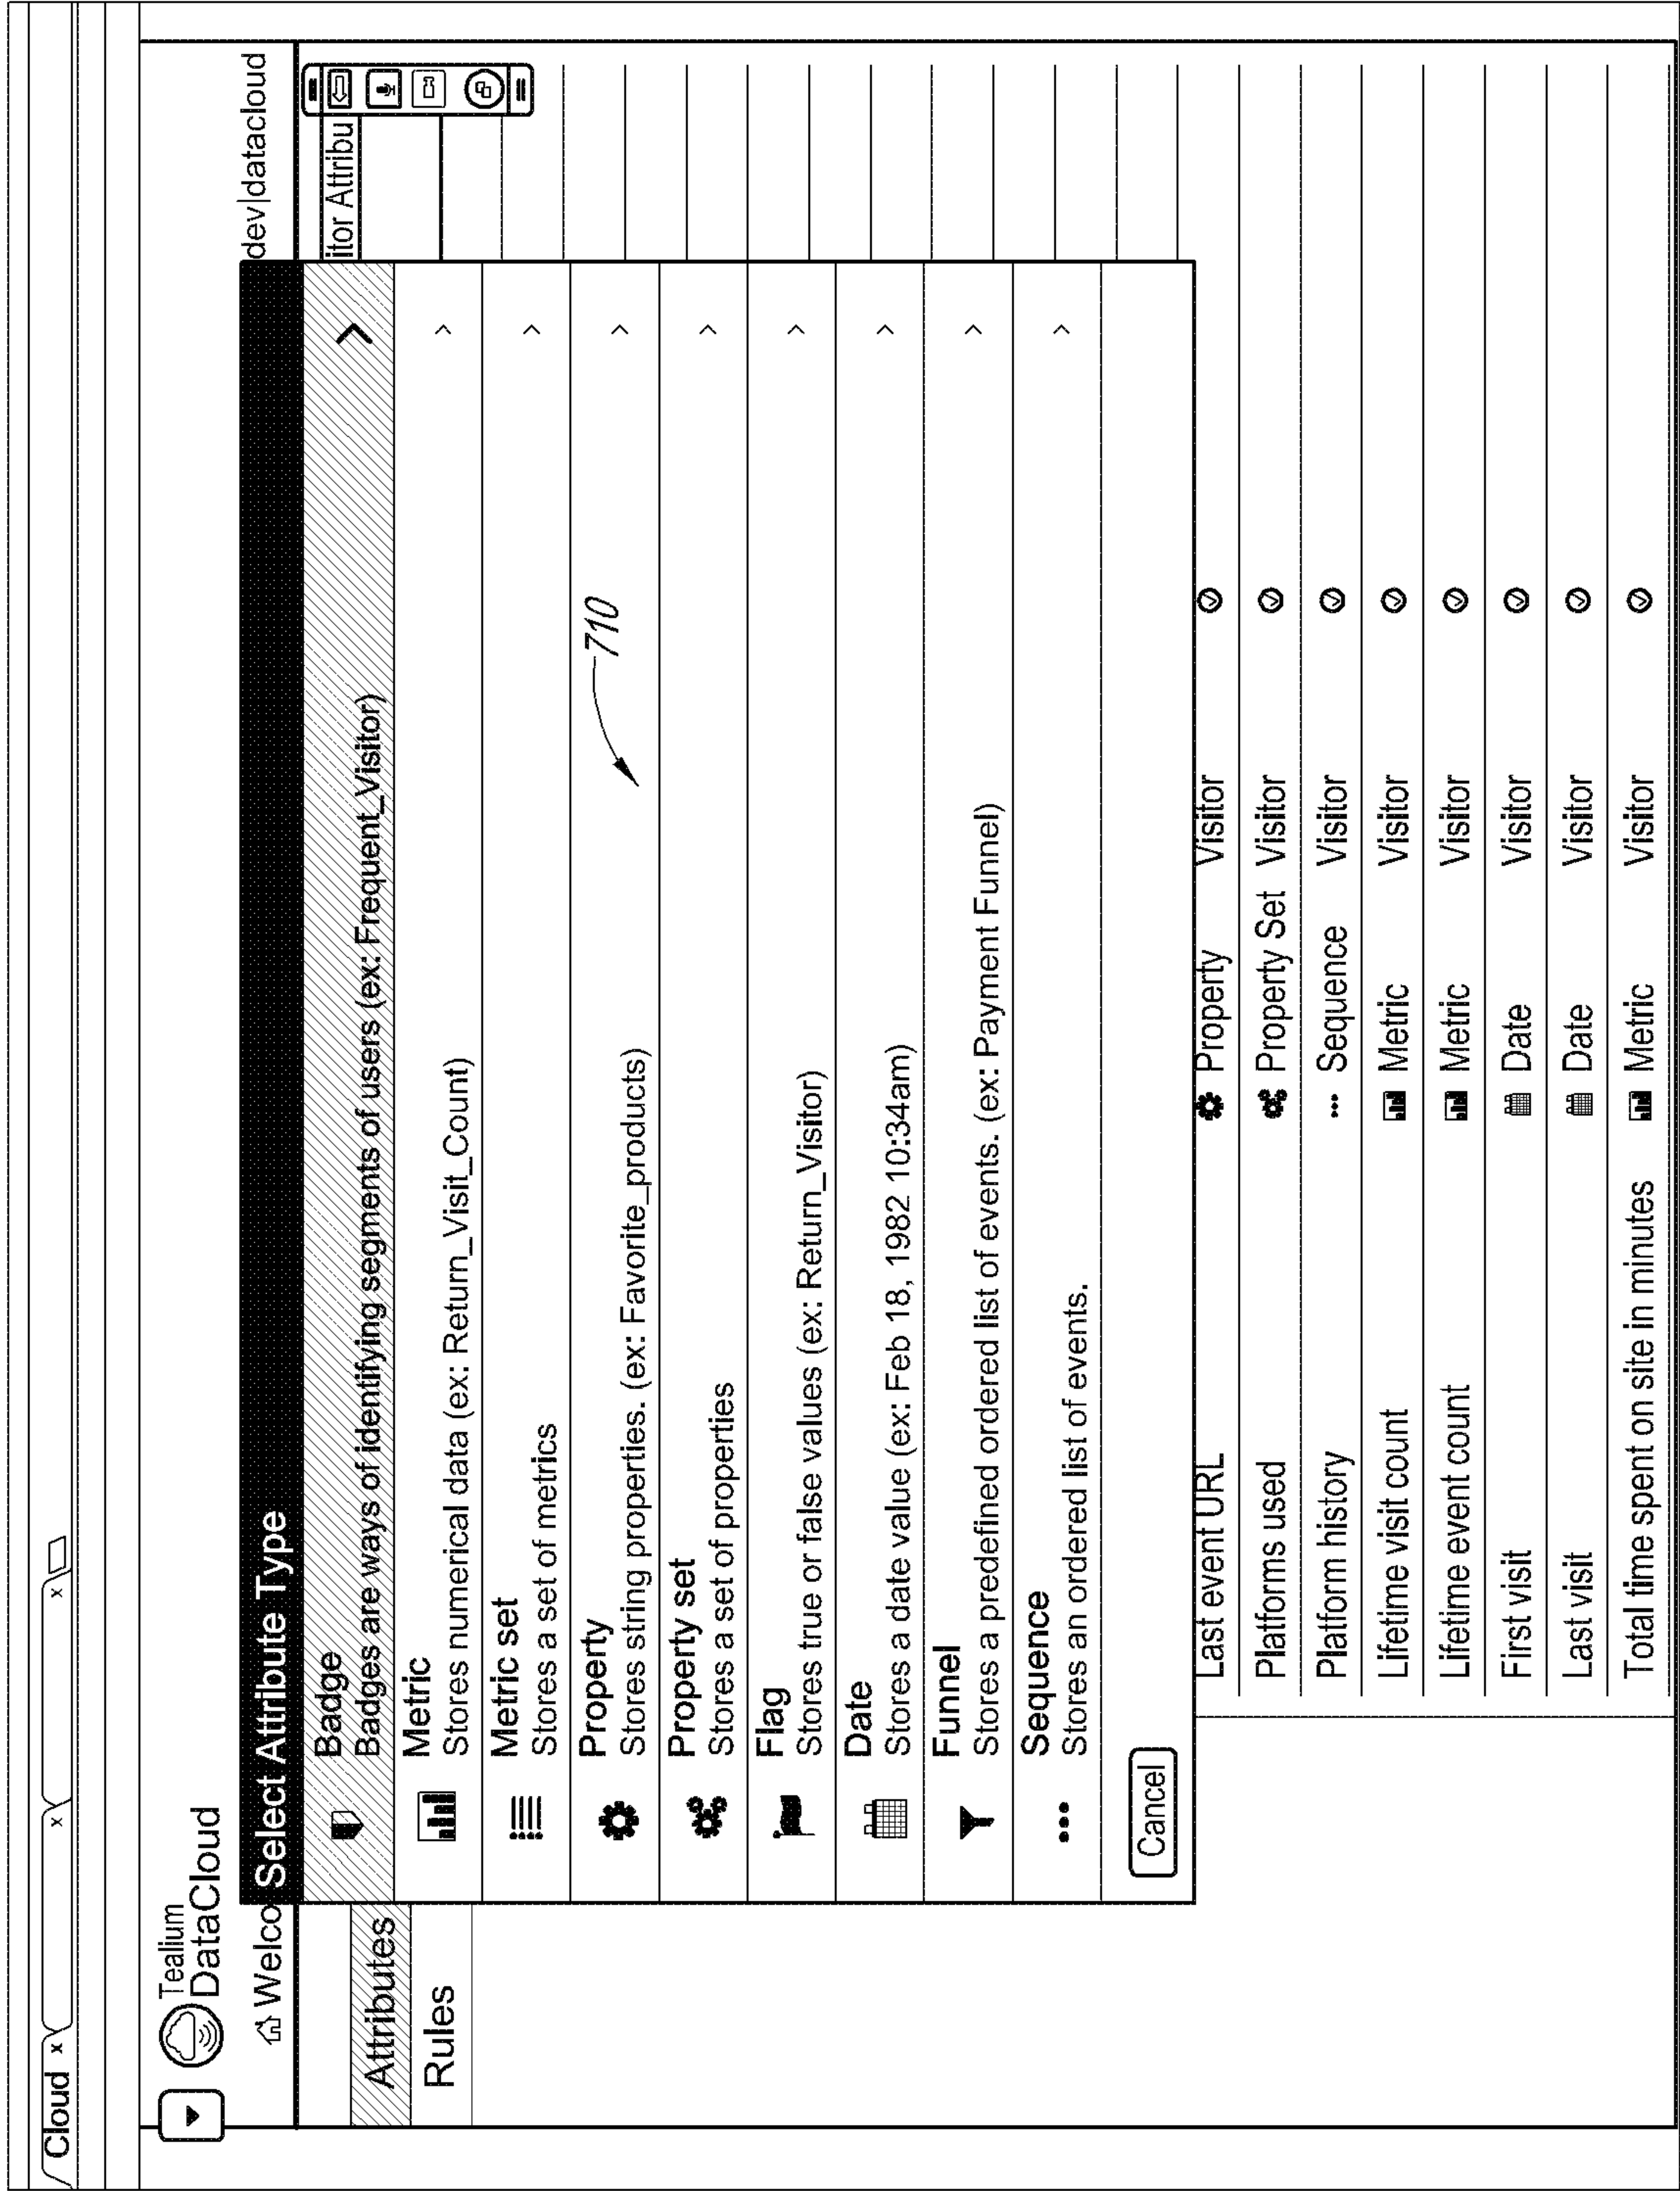 Cloud x
x
x
Tealium
DataCloud
Welco
dev|datacloud
Select Attribute Type
itor Attribu
Attributes
Rules
Badge
Badges are ways of identifying segments of users (ex: Frequent_Visitor)
Metric
Stores numerical data (ex: Return_Visit_Count)
Metric set
Stores a set of metrics
Property
Stores string properties. (ex: Favorite_products)
710
Property set
Stores a set of properties
Flag
Stores true or false values (ex: Return_Visitor)
Date
Stores a date value (ex: Feb 18, 1982 10:34am)
Funnel
Stores a predefined ordered list of events. (ex: Payment Funnel)
Sequence
Stores an ordered list of events.
Cancel
Last event URL Property Visitor
Platforms used Property Set Visitor
Platform history Sequence Visitor
Lifetime visit count Metric Visitor
Lifetime event count Metric Visitor
First visit Date Visitor
Last visit Date Visitor
Total time spent on site in minutes Metric Visitor